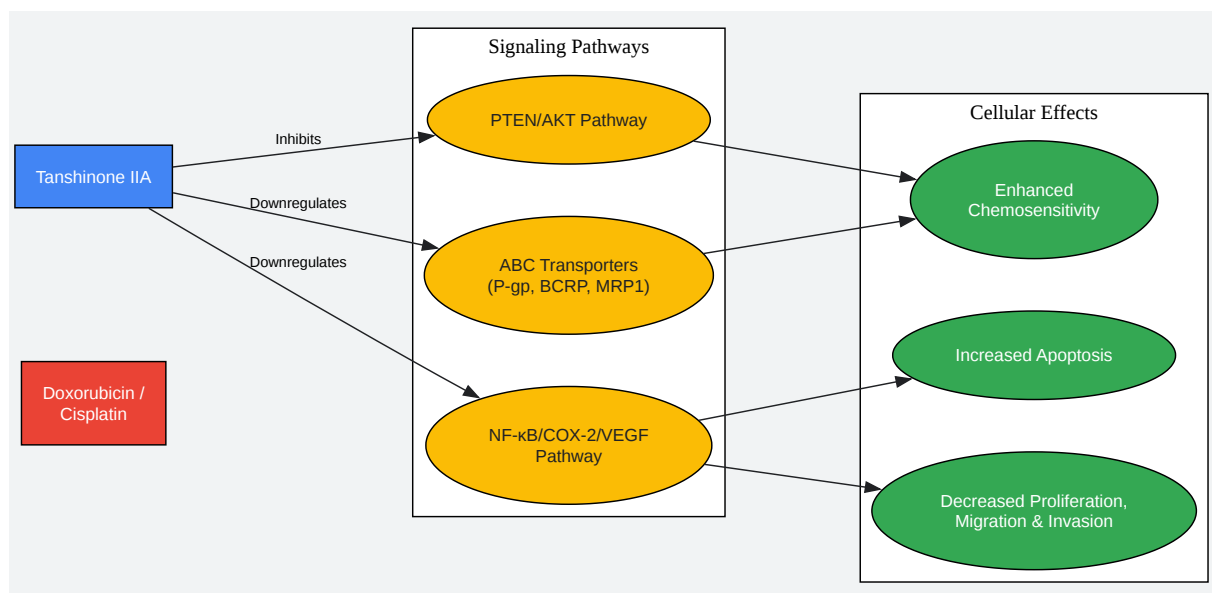 Signaling Pathways
PTEN/AKT Pathway
Cellular Effects
Inhibits
Tanshinone IIA
Downregulates
Enhanced
Chemosensitivity
Downregulates
ABC Transporters
(P-gp, BCRP, MRP1)
Increased Apoptosis
Doxorubicin /
Cisplatin
NF-κB/COX-2/VEGF
Pathway
Decreased Proliferation,
Migration & Invasion